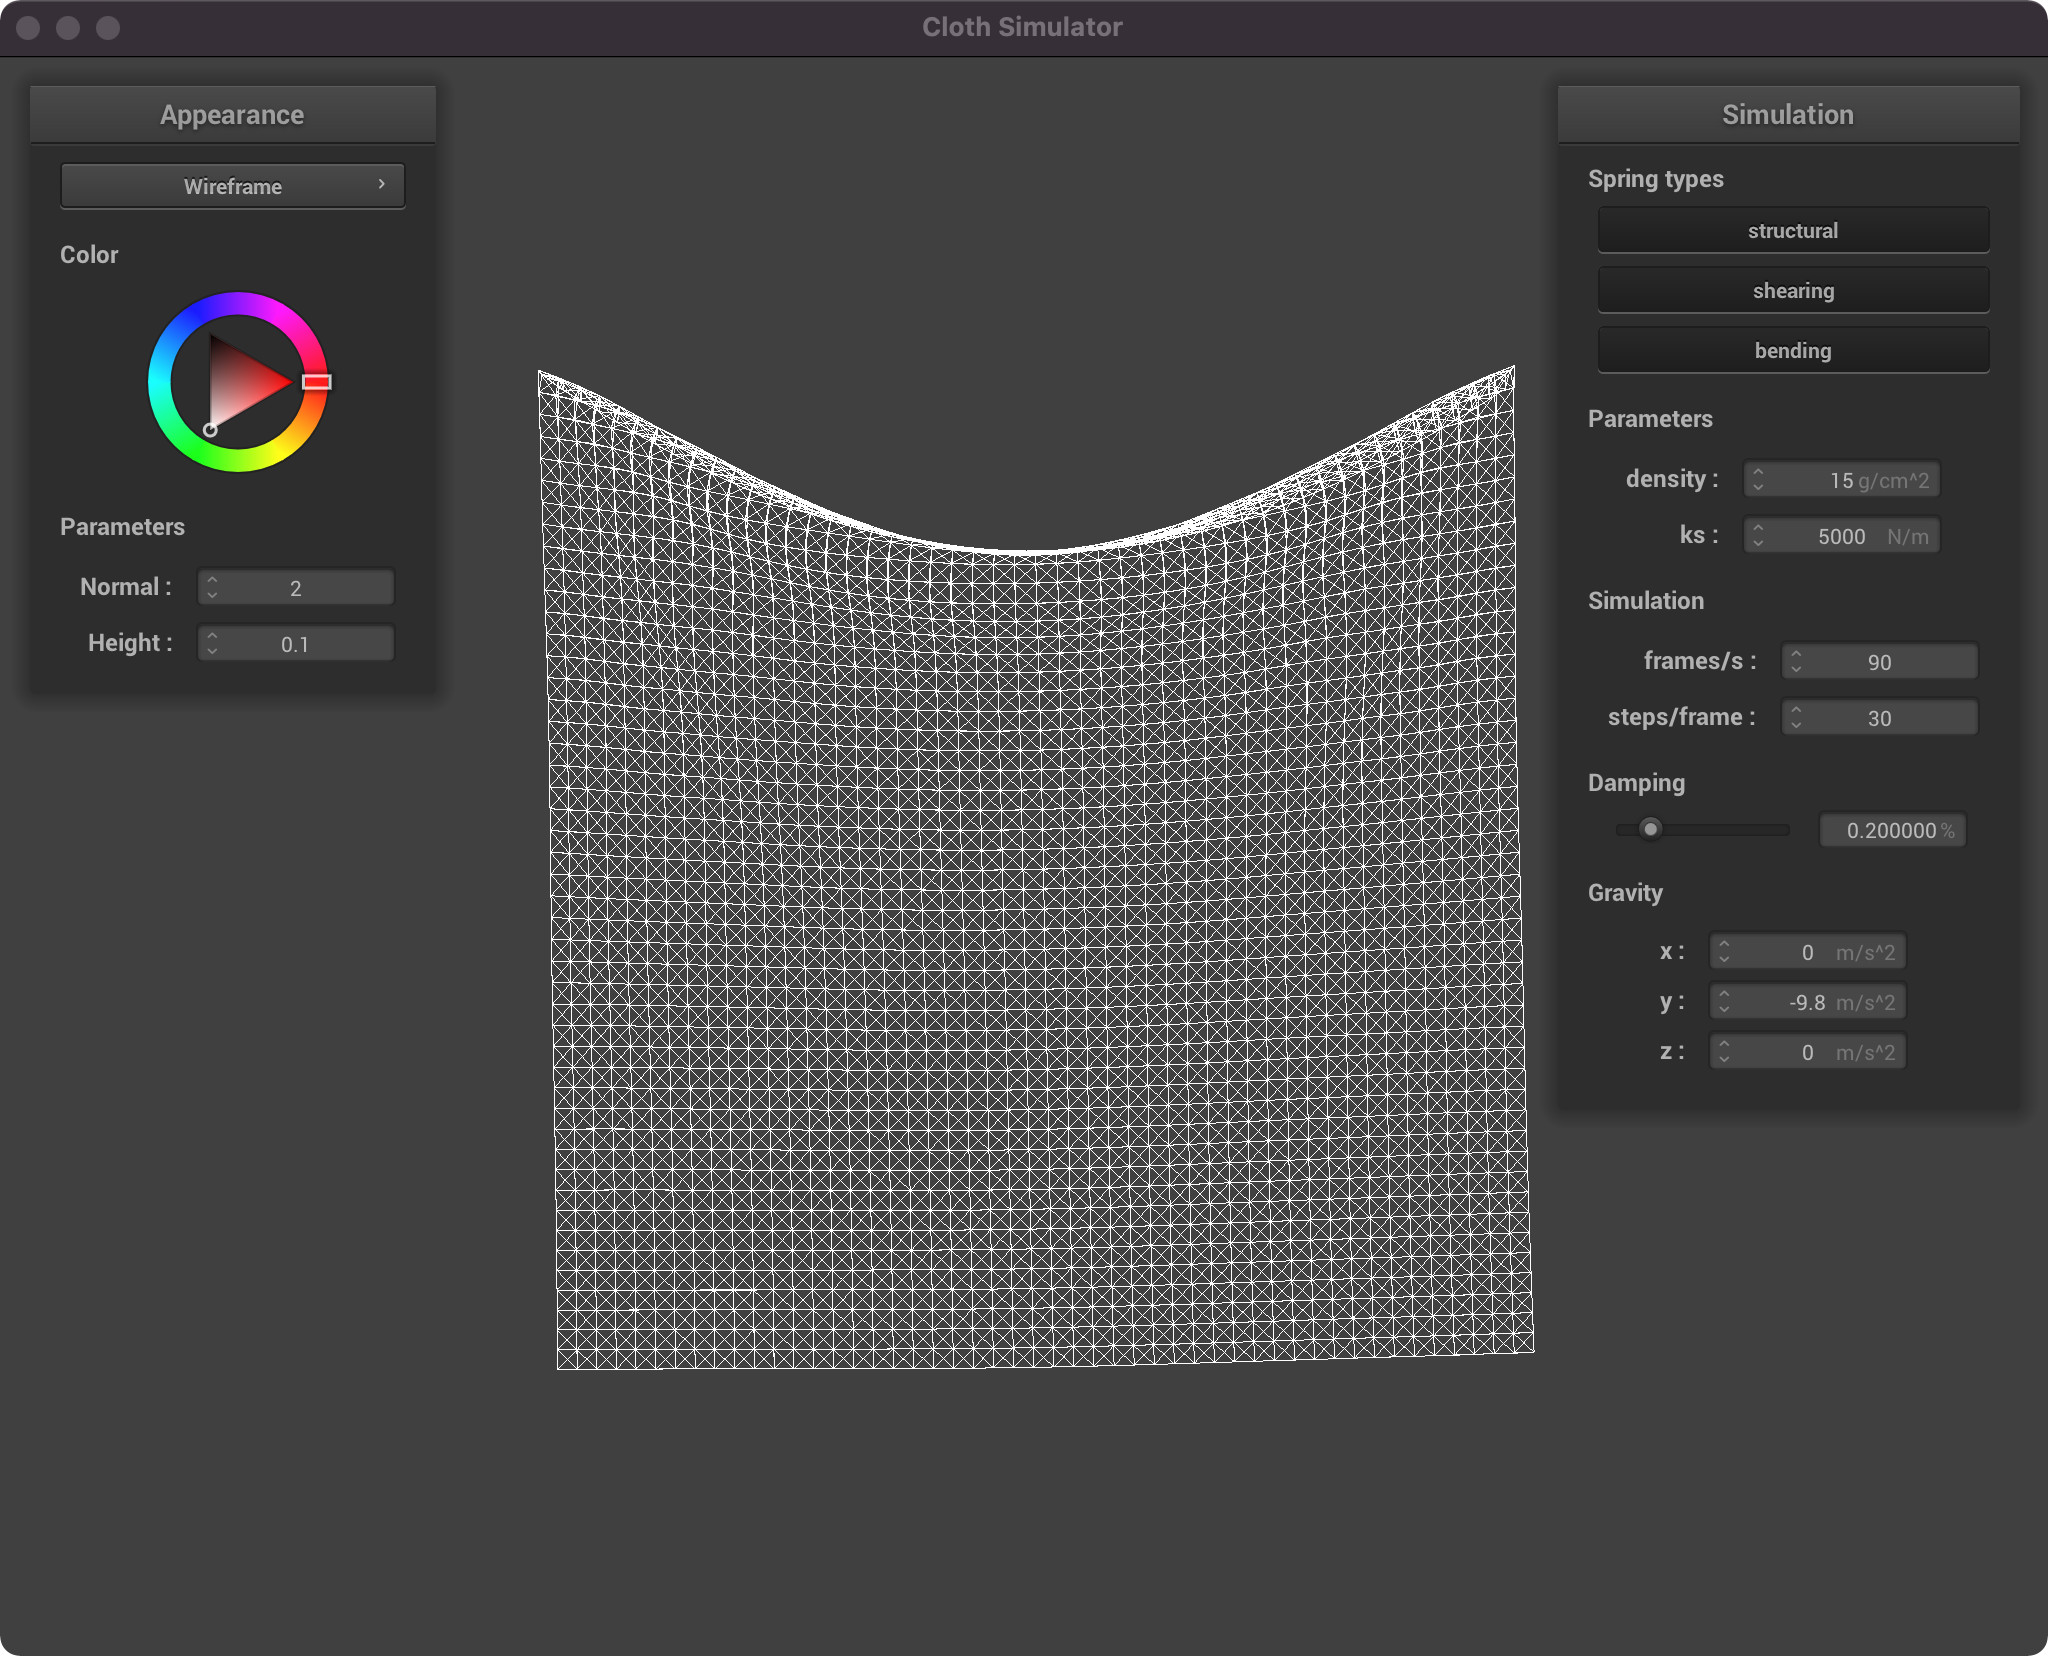 Cloth Simulator
Appearance
Wireframe
Color
Parameters
Normal : 2
Height : 0.1
Simulation
Spring types
structural
shearing
bending
Parameters
density : 15 g/cm^2
ks : 5000 N/m
Simulation
frames/s : 90
steps/frame : 30
Damping
0.200000 %
Gravity
x : 0 m/s^2
y : -9.8 m/s^2
z : 0 m/s^2